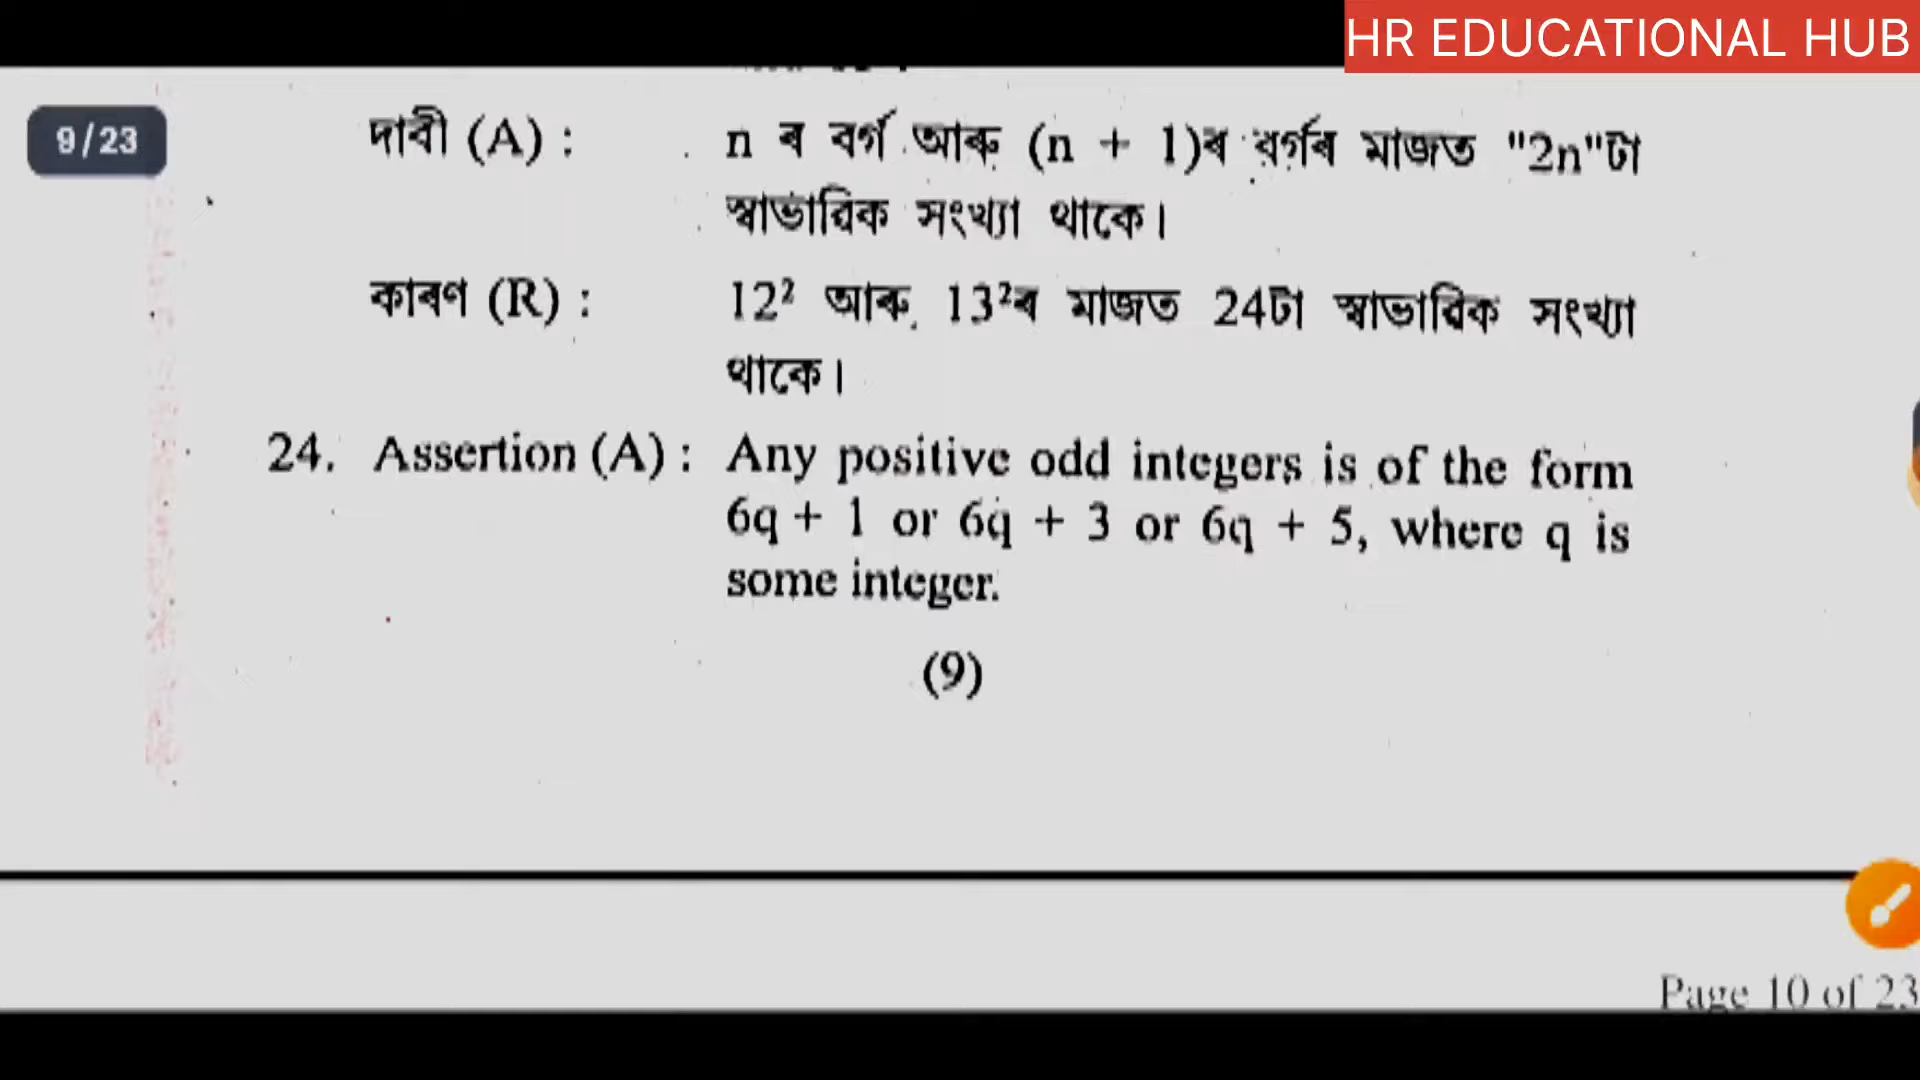 HR EDUCATIONAL HUB
9/23
দাবী (A) : n ৰ বৰ্গ আৰু (n + 1)ৰ বৰ্গৰ মাজত "2n"টা
স্বাভাৱিক সংখ্যা থাকে।
কাৰণ (R) : 12² আৰু 13²ৰ মাজত 24টা স্বাভাৱিক সংখ্যা
থাকে।
24. Assertion (A) : Any positive odd integers is of the form
6q + 1 or 6q + 3 or 6q + 5, where q is
some integer.
(9)
Page 10 of 23